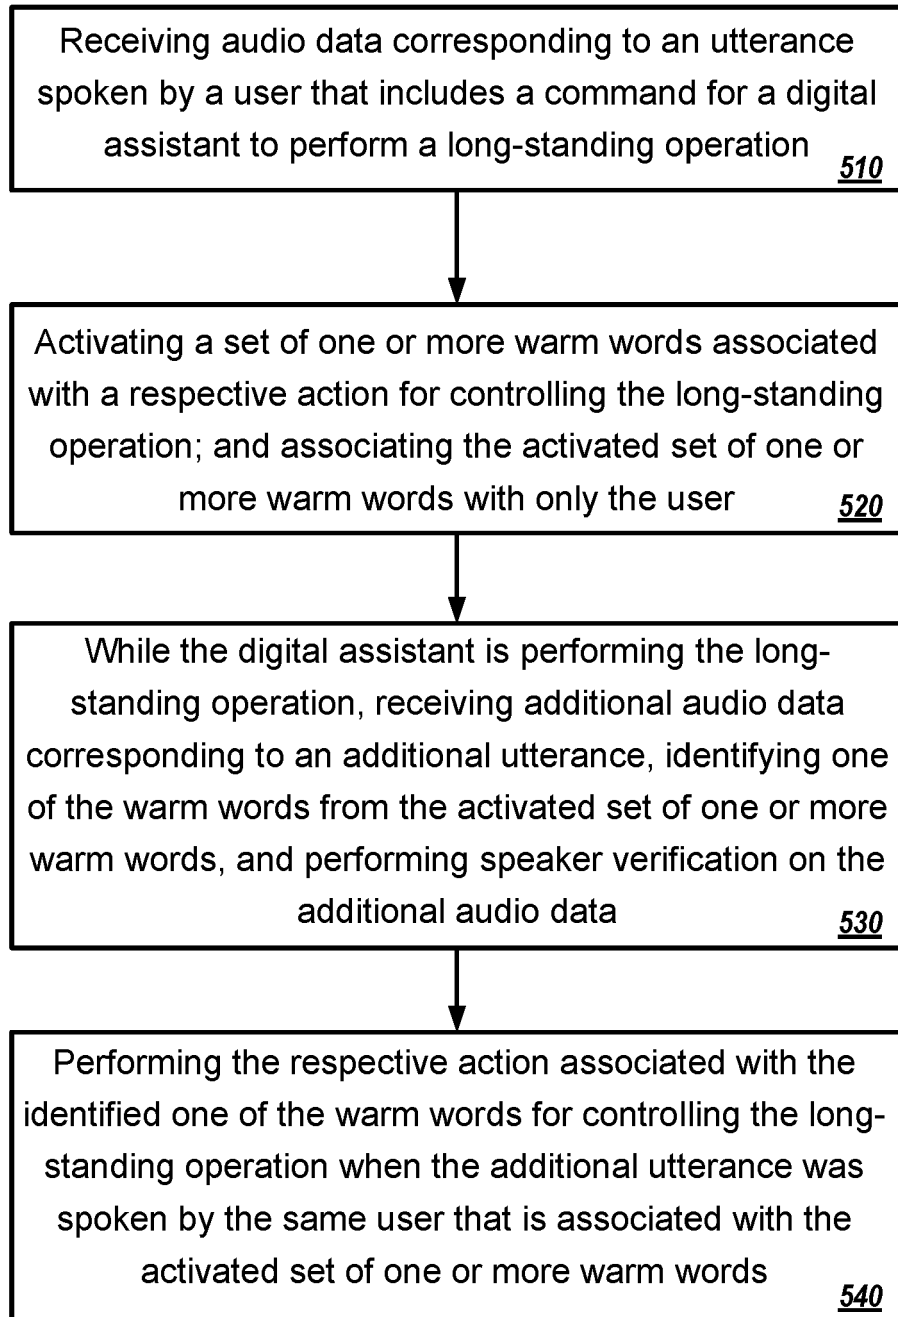 Receiving audio data corresponding to an utterance
spoken by a user that includes a command for a digital
assistant to perform a long-standing operation
510
Activating a set of one or more warm words associated
with a respective action for controlling the long-standing
operation; and associating the activated set of one or
more warm words with only the user
520
While the digital assistant is performing the long-
standing operation, receiving additional audio data
corresponding to an additional utterance, identifying one
of the warm words from the activated set of one or more
warm words, and performing speaker verification on the
additional audio data
530
Performing the respective action associated with the
identified one of the warm words for controlling the long-
standing operation when the additional utterance was
spoken by the same user that is associated with the
activated set of one or more warm words
540